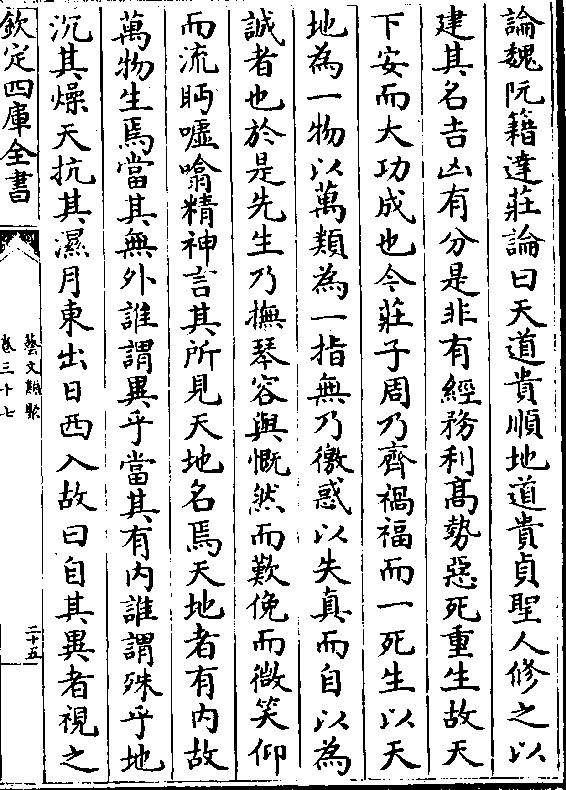 論魏阮籍達莊論曰天道貴順地道貴貞聖人修之以
建其名吉凶有分是非有經務利髙勢惡死重生故天
下安而大功成也今莊子周乃齊禍福而一死生以天
地為一物以萬類為一指無乃徼惑以失真而自以為
誠者也於是先生乃撫琴容與慨然而歎俛而微笑仰
而流眄噓噏精神言其所見天地名焉天地者有内故
萬物生焉當其無外誰謂異乎當其有内誰謂殊乎地
沉其燥天抗其濕月東出日西入故曰自其異者視之
欽定四庫全書
藝文類聚
卷三十七
二十五